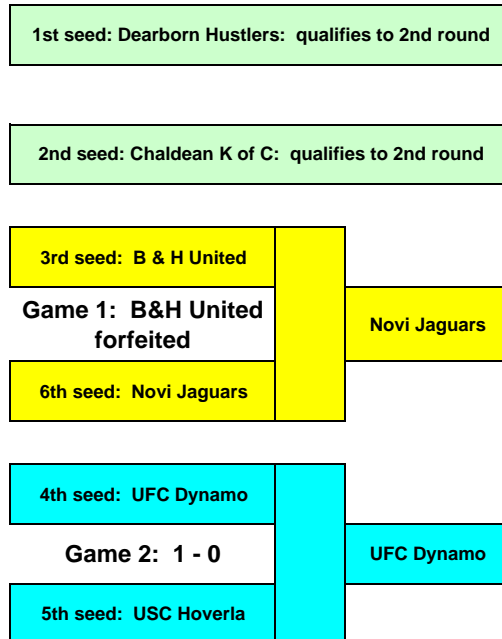 1st seed: Dearborn Hustlers: qualifies to 2nd round
2nd seed: Chaldean K of C: qualifies to 2nd round
3rd seed: B & H United
Game 1: B&H United
forfeited
Novi Jaguars
6th seed: Novi Jaguars
4th seed: UFC Dynamo
Game 2: 1 - 0
UFC Dynamo
5th seed: USC Hoverla